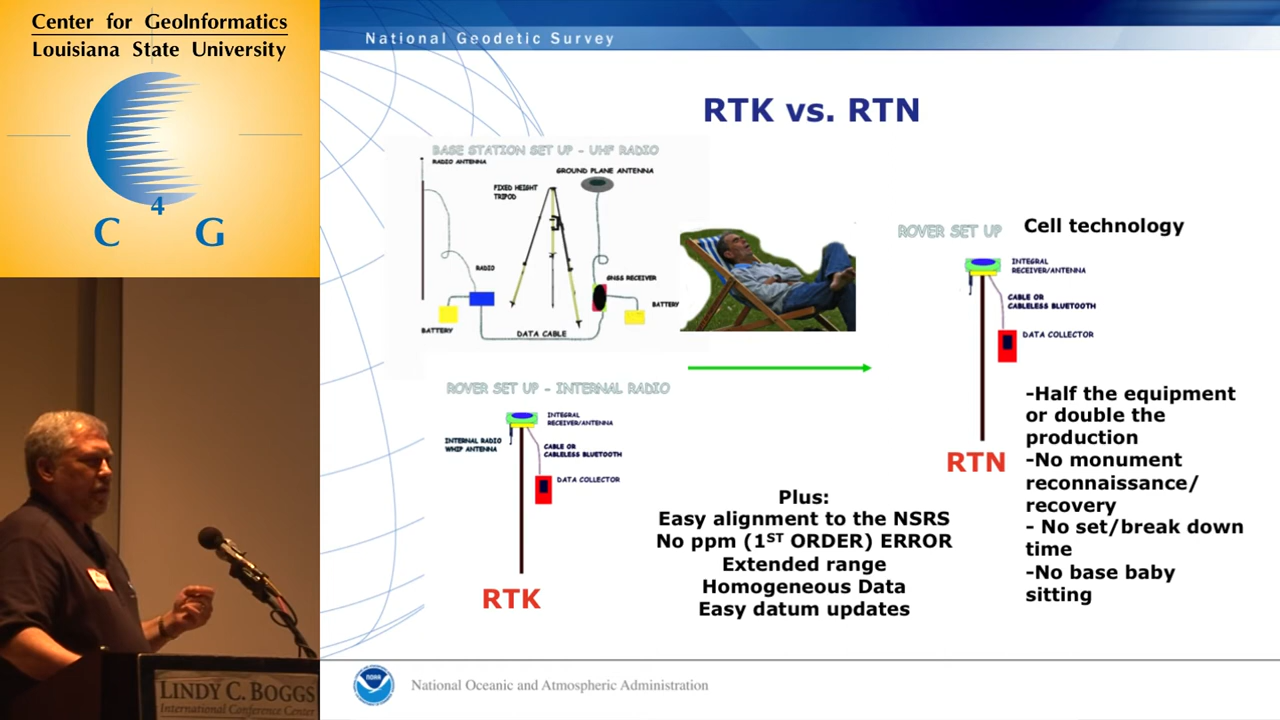 Center for GeoInformatics
Louisiana State University
C 4 G
LINDY C. BOGGS
International Conference Center
National Geodetic Survey
RTK vs. RTN
BASE STATION SET UP - UHF RADIO
RADIO ANTENNA
GROUND PLANE ANTENNA
FIXED HEIGHT
TRIPOD
RADIO
GNSS RECEIVER
BATTERY
BATTERY
DATA CABLE
ROVER SET UP - INTERNAL RADIO
INTEGRAL
RECEIVER/ANTENNA
INTERNAL RADIO
WHIP ANTENNA
CABLE OR
CABLELESS BLUETOOTH
DATA COLLECTOR
RTK
Plus:
Easy alignment to the NSRS
No ppm (1ST ORDER) ERROR
Extended range
Homogeneous Data
Easy datum updates
ROVER SET UP
Cell technology
INTEGRAL
RECEIVER/ANTENNA
CABLE OR
CABLELESS BLUETOOTH
DATA COLLECTOR
RTN
-Half the equipment
or double the
production
-No monument
reconnaissance/
recovery
- No set/break down
time
-No base baby
sitting
NOAA
National Oceanic and Atmospheric Administration